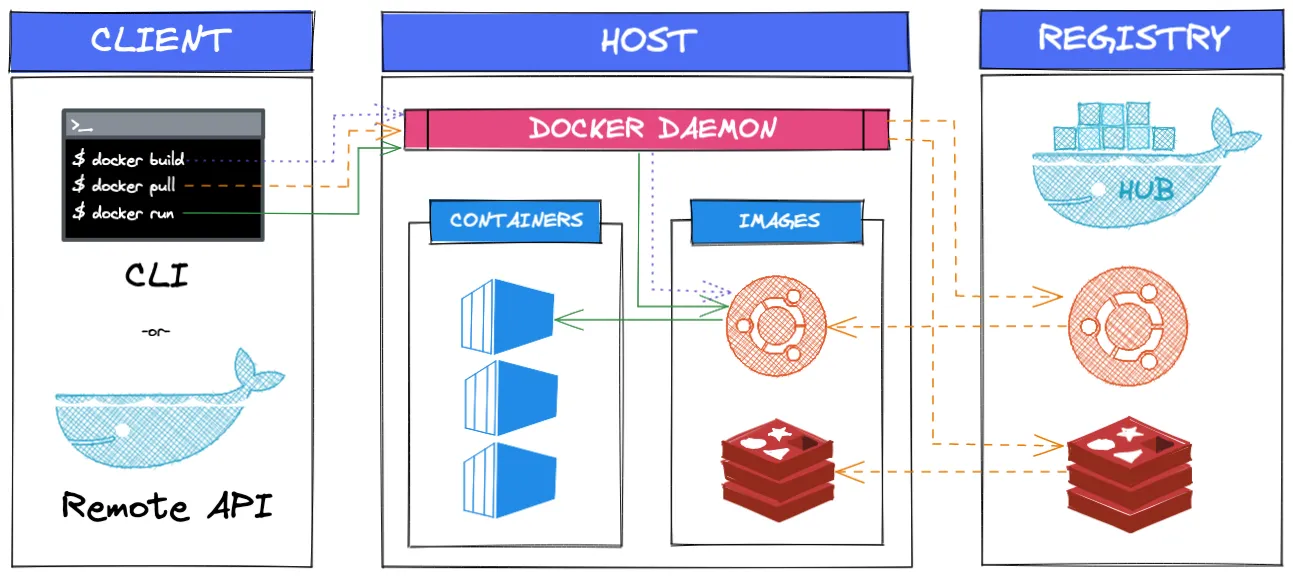 CLIENT
>_
$ docker build
$ docker pull
$ docker run
CLI
-or-
Remote API
HOST
DOCKER DAEMON
CONTAINERS
IMAGES
REGISTRY
HUB